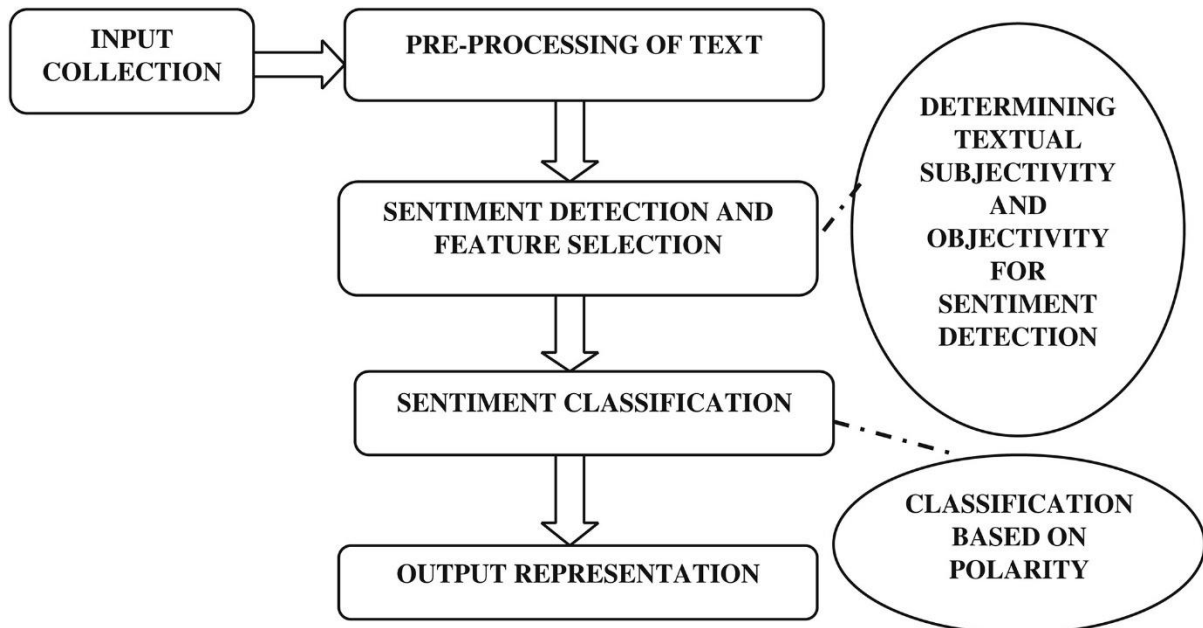 INPUT
COLLECTION
PRE-PROCESSING OF TEXT
SENTIMENT DETECTION AND
FEATURE SELECTION
DETERMINING
TEXTUAL
SUBJECTIVITY
AND
OBJECTIVITY
FOR
SENTIMENT
DETECTION
SENTIMENT CLASSIFICATION
CLASSIFICATION
BASED ON
POLARITY
OUTPUT REPRESENTATION